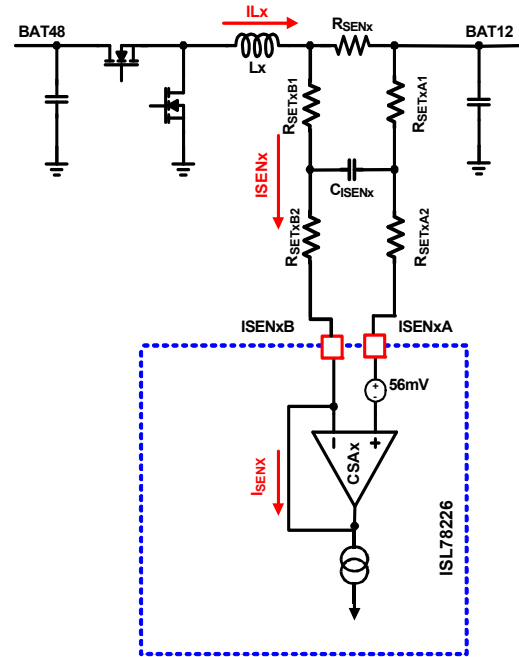 ILx
BAT48
RSENx
BAT12
Lx
RSETxB1
RSETxA1
ISENx
CISENx
RSETxB2
RSETxA2
ISENxB
ISENxA
+
-
56mV
–
+
CSAx
ISENX
ISL78226